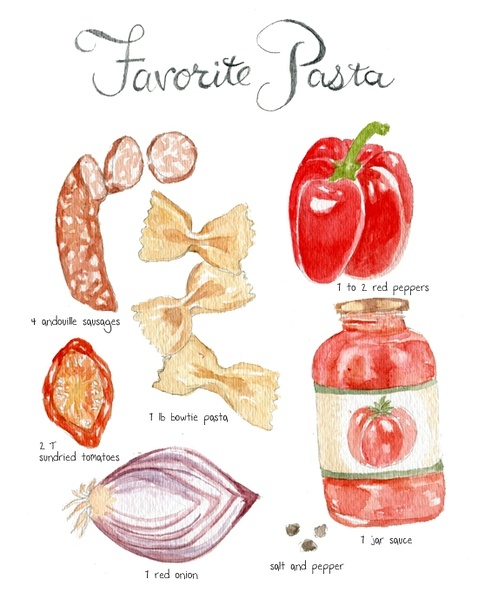 Favorite Pasta
1 to 2 red peppers
4 andouille sausages
1 lb bowtie pasta
2 T
sundried tomatoes
1 jar sauce
salt and pepper
1 red onion